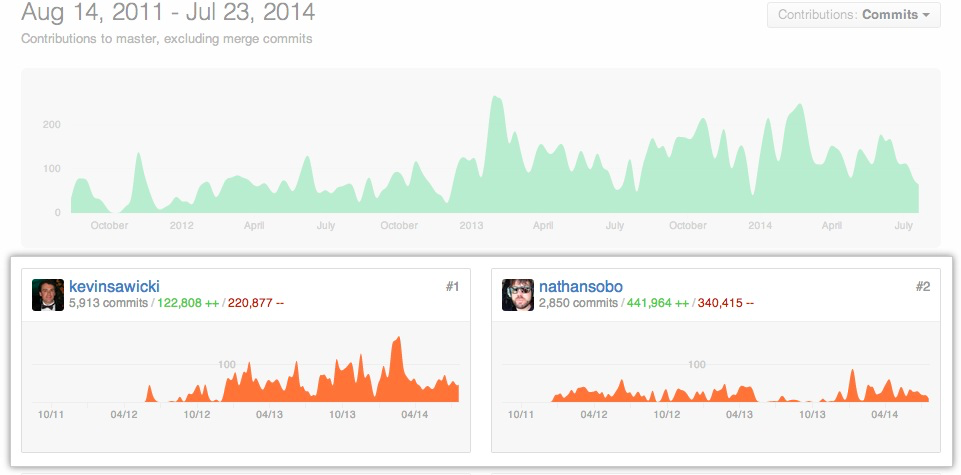 Aug 14, 2011 - Jul 23, 2014
Contributions: Commits
Contributions to master, excluding merge commits
200
100
0
October 2012 April July October 2013 April July October 2014 April July
kevinsawicki #1
5,913 commits / 122,808 ++ / 220,877 --
100
10/11 04/12 10/12 04/13 10/13 04/14
nathansobo #2
2,850 commits / 441,964 ++ / 340,415 --
100
10/11 04/12 10/12 04/13 10/13 04/14